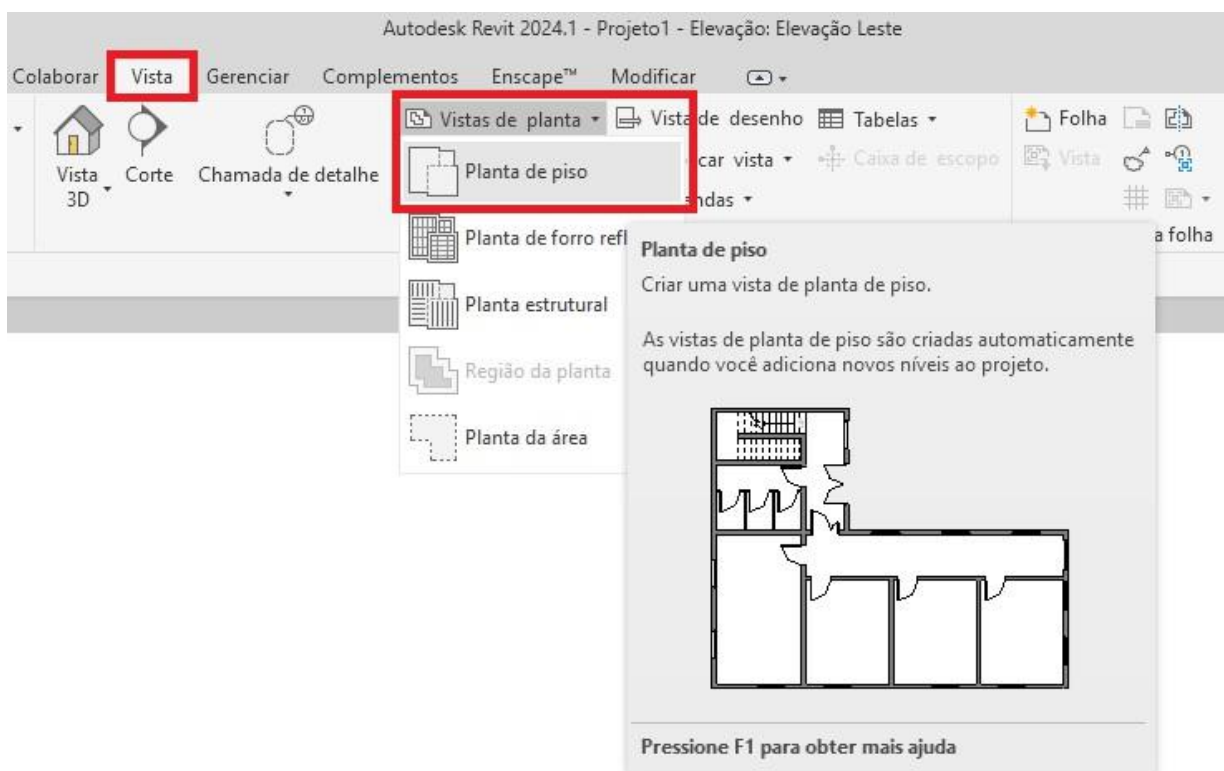 Autodesk Revit 2024.1 - Projeto1 - Elevação: Elevação Leste
Colaborar Vista Gerenciar Complementos Enscape™ Modificar
Vistas de planta Vista de desenho Tabelas Folha
Planta de piso car vista Caixa de escopo Vista
Vista 3D Corte Chamada de detalhe
ndas
Planta de forro refl
a folha
Planta estrutural
Região da planta
Planta da área
Planta de piso
Criar uma vista de planta de piso.
As vistas de planta de piso são criadas automaticamente
quando você adiciona novos níveis ao projeto.
Pressione F1 para obter mais ajuda